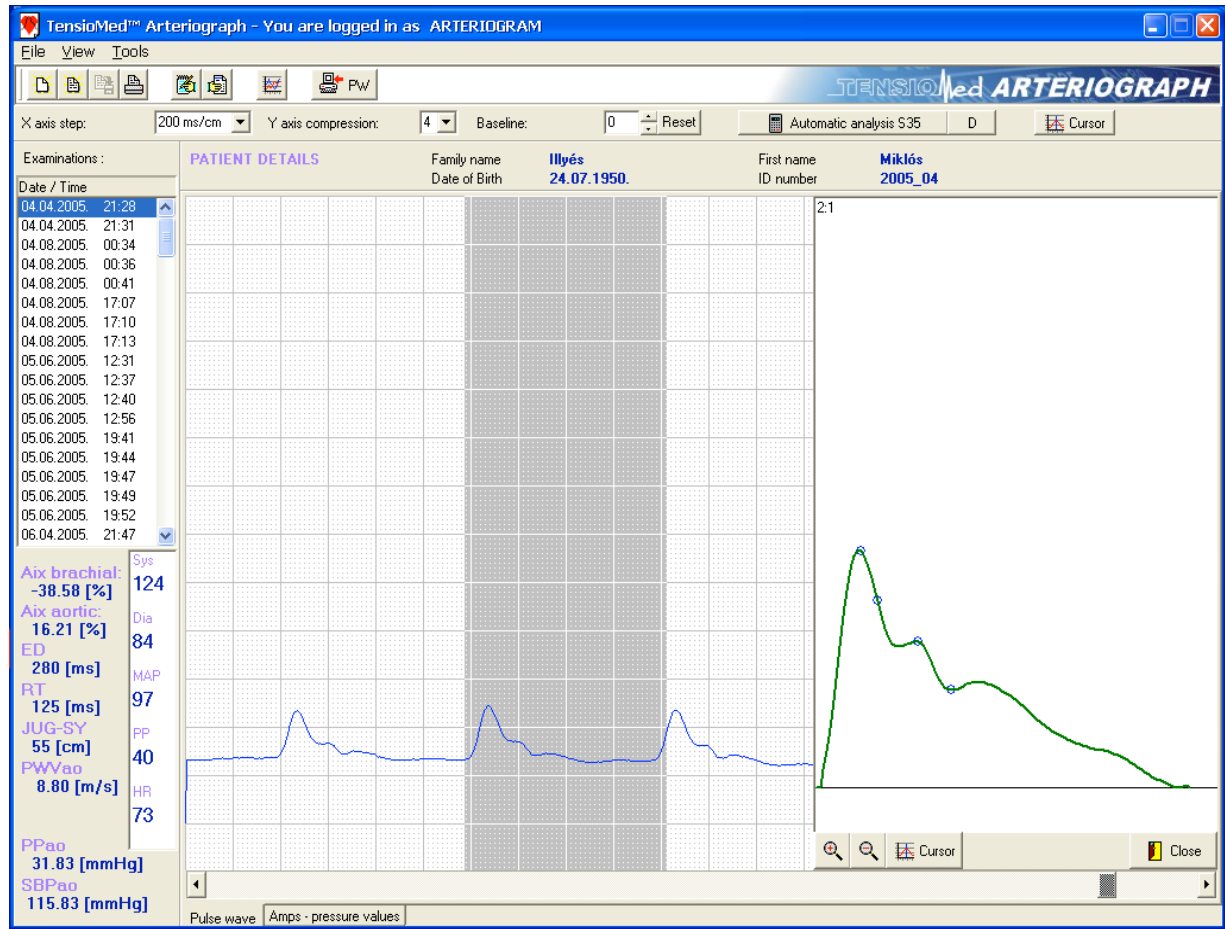 TensioMed™ Arteriograph - You are logged in as ARTERIOGRAM
File View Tools
PW
TENSIOMed ARTERIOGRAPH
X axis step: 200 ms/cm Y axis compression: 4 Baseline: 0 Reset Automatic analysis S35 D Cursor
Examinations :
PATIENT DETAILS Family name Illyés First name Miklós
Date of Birth 24.07.1950. ID number 2005_04
Date / Time
04.04.2005. 21:28
04.04.2005. 21:31
04.08.2005. 00:34
04.08.2005. 00:36
04.08.2005. 00:41
04.08.2005. 17:07
04.08.2005. 17:10
04.08.2005. 17:13
05.06.2005. 12:31
05.06.2005. 12:37
05.06.2005. 12:40
05.06.2005. 12:56
05.06.2005. 19:41
05.06.2005. 19:44
05.06.2005. 19:47
05.06.2005. 19:49
05.06.2005. 19:52
06.04.2005. 21:47
Aix brachial:
-38.58 [%]
Aix aortic:
16.21 [%]
ED
280 [ms]
RT
125 [ms]
JUG-SY
55 [cm]
PWVao
8.80 [m/s]
PPao
31.83 [mmHg]
SBPao
115.83 [mmHg]
Sys
124
Dia
84
MAP
97
PP
40
HR
73
2:1
Cursor Close
Pulse wave Amps - pressure values